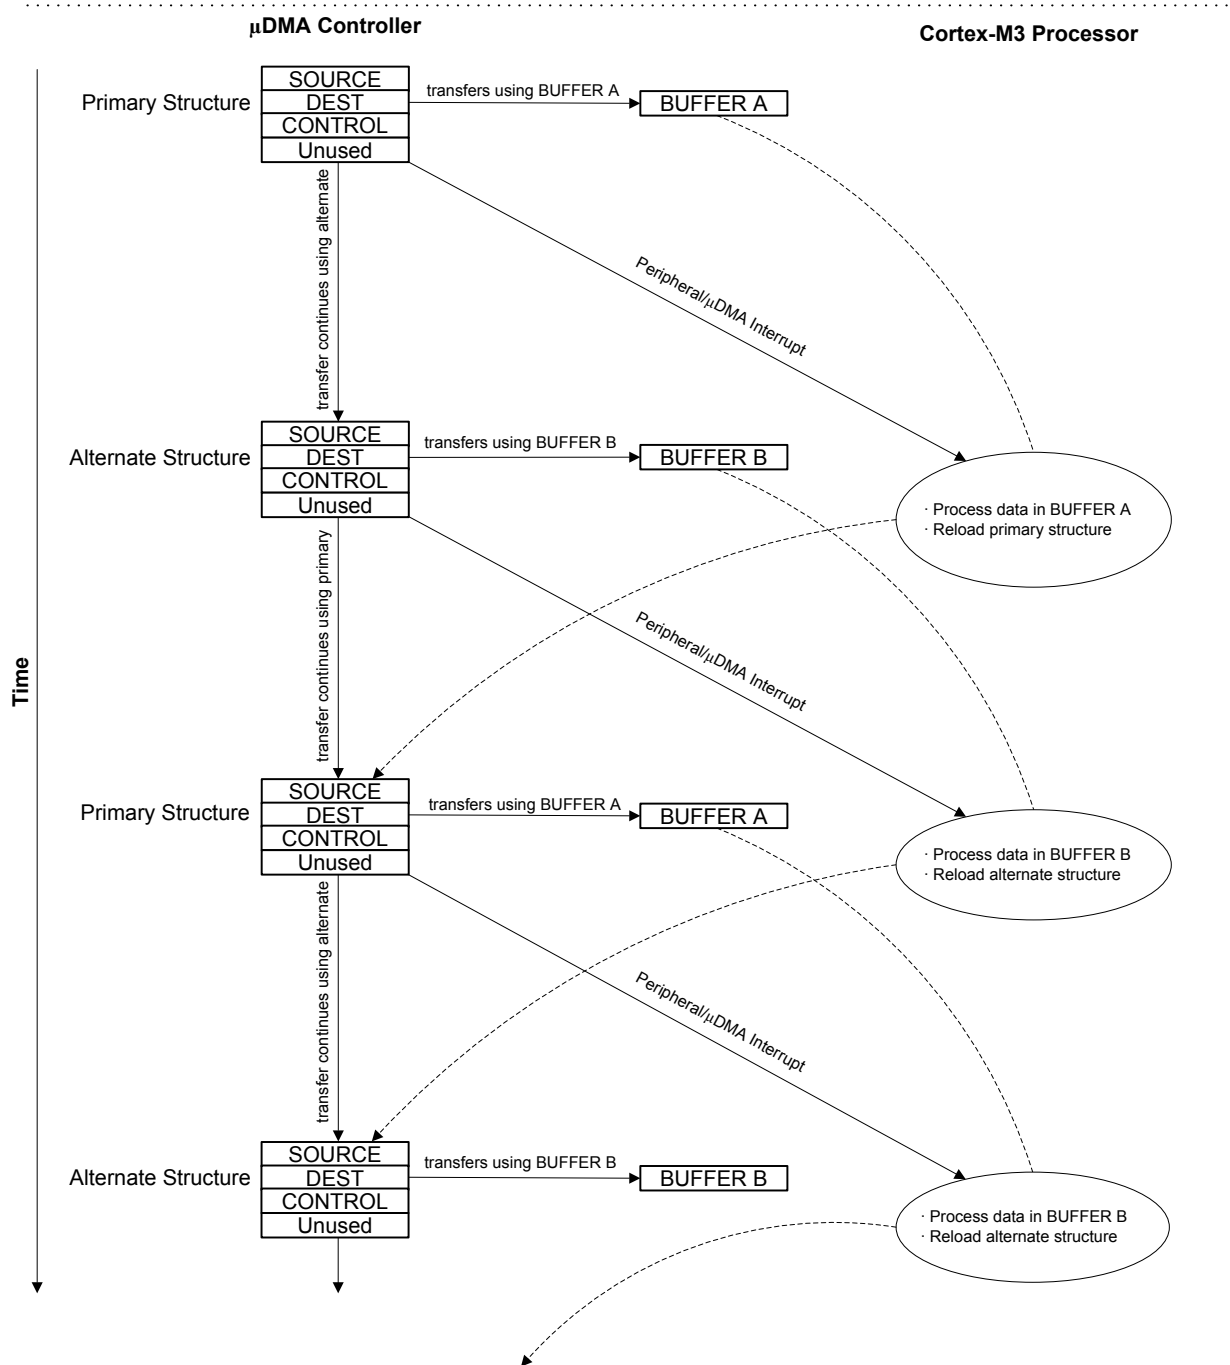 μDMA Controller
Cortex-M3 Processor
Time
Primary Structure
SOURCE
DEST
CONTROL
Unused
transfers using BUFFER A
BUFFER A
transfer continues using alternate
Peripheral/μDMA Interrupt
Alternate Structure
SOURCE
DEST
CONTROL
Unused
transfers using BUFFER B
BUFFER B
· Process data in BUFFER A
· Reload primary structure
transfer continues using primary
Peripheral/μDMA Interrupt
Primary Structure
SOURCE
DEST
CONTROL
Unused
transfers using BUFFER A
BUFFER A
· Process data in BUFFER B
· Reload alternate structure
transfer continues using alternate
Peripheral/μDMA Interrupt
Alternate Structure
SOURCE
DEST
CONTROL
Unused
transfers using BUFFER B
BUFFER B
· Process data in BUFFER B
· Reload alternate structure